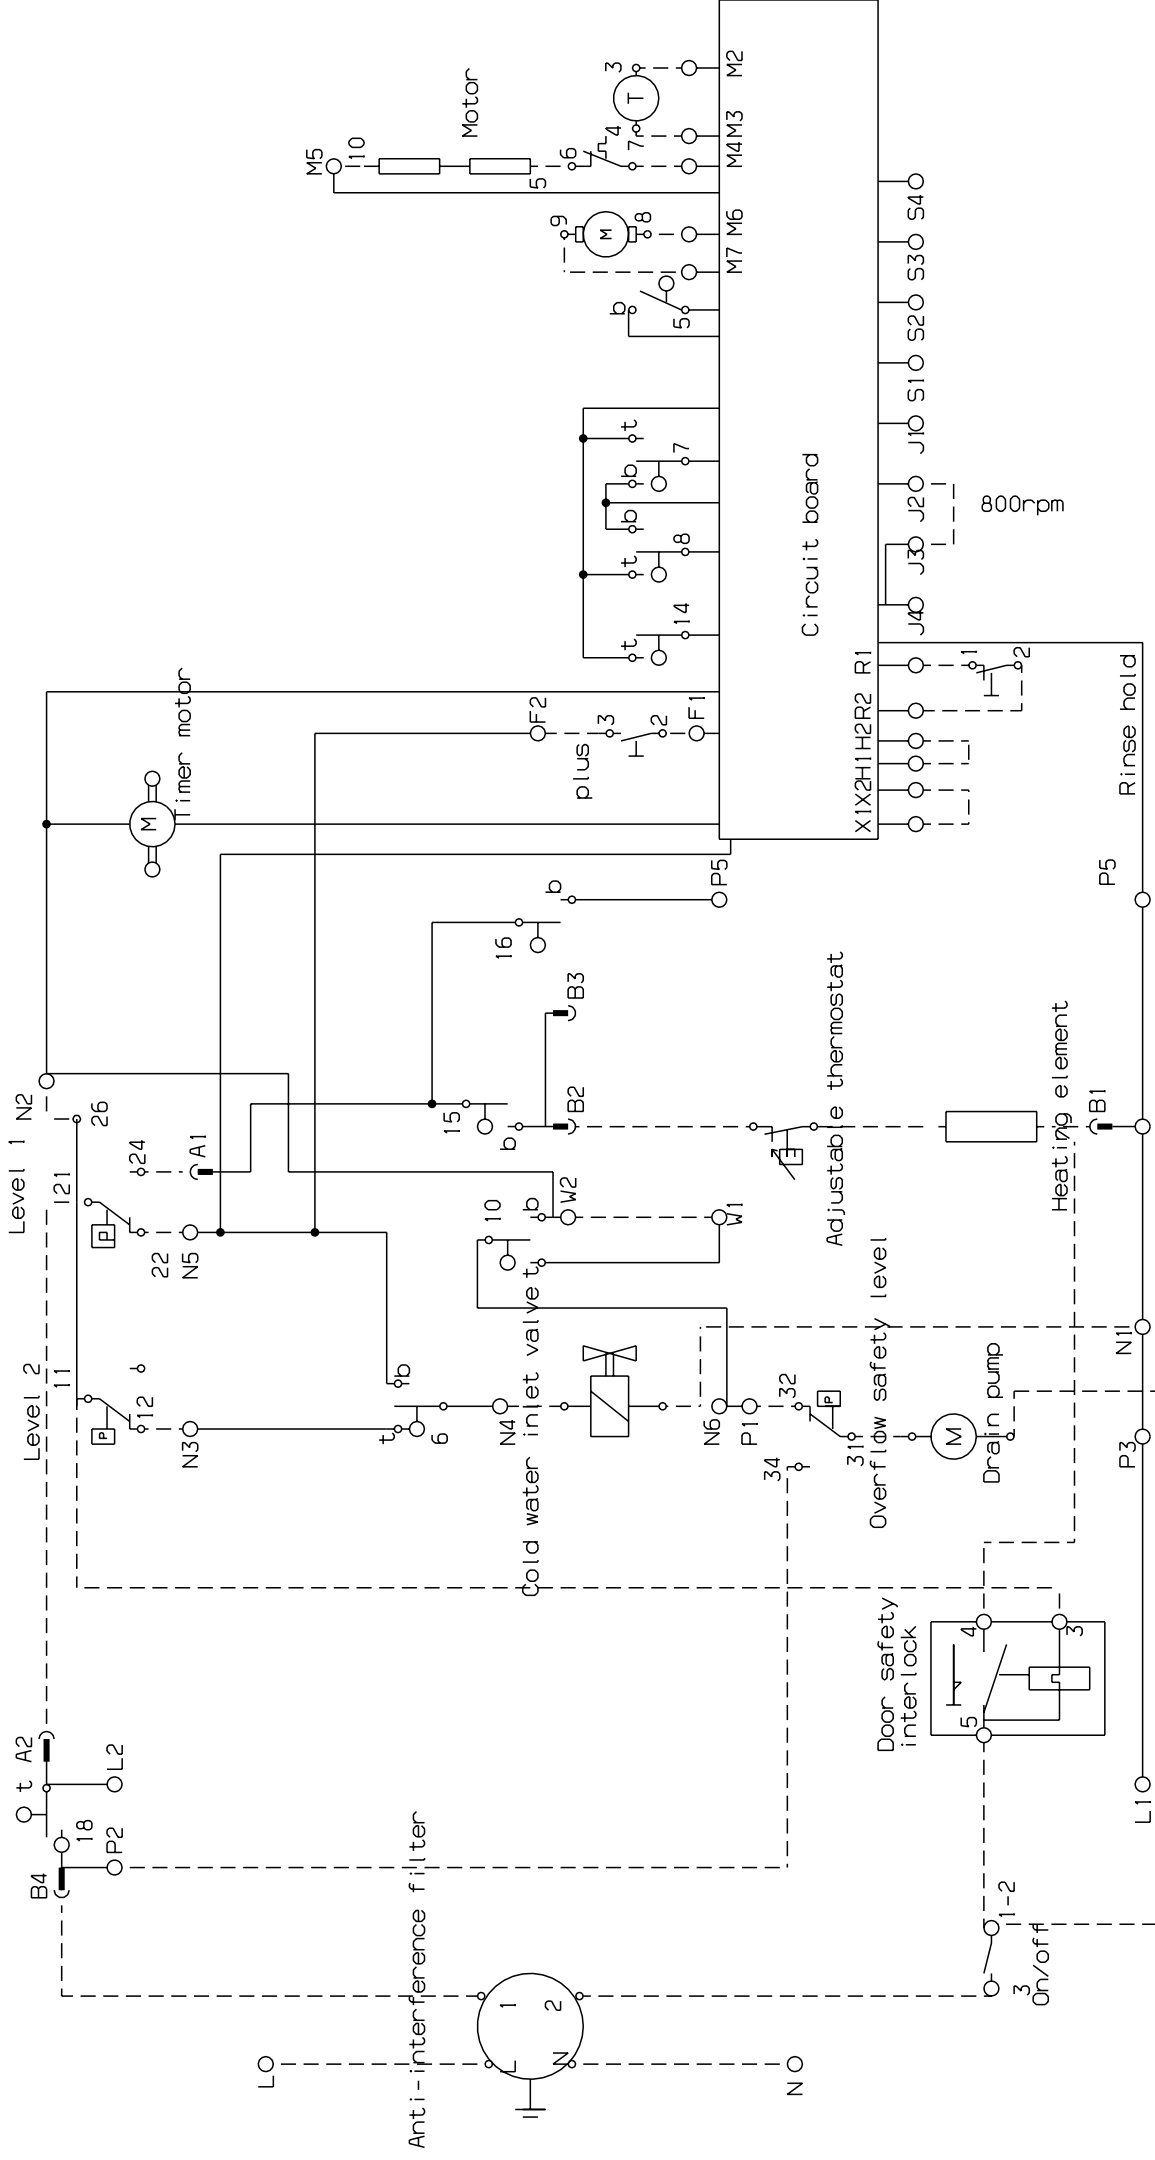 Level 1
Level 2
N2
26
121
24
A1
22
N5
11
12
N3
A2
t
L2
18
P2
B4
Timer motor
M
M5
10
Motor
5
6
4
7
3
T
M2
M3
M4
M6
M7
9
8
M
b
5
t
7
b
b
8
t
14
t
F2
3
2
F1
plus
Circuit board
S4
S3
S2
S1
J1
J2
J3
J4
800rpm
R1
R2
H2
H1
X2
X1
1
2
Rinse hold
P5
P5
b
16
B3
B2
15
b
10
b
W2
W1
t
b
t
6
N4
Cold water inlet valve
N6
P1
32
P
31
34
Overflow safety level
Adjustable thermostat
Heating element
B1
N1
Drain pump
M
P3
P
P
Door safety
interlock
4
3
5
L1
1-2
3
On/off
Anti-interference filter
1
2
L
N
L
N